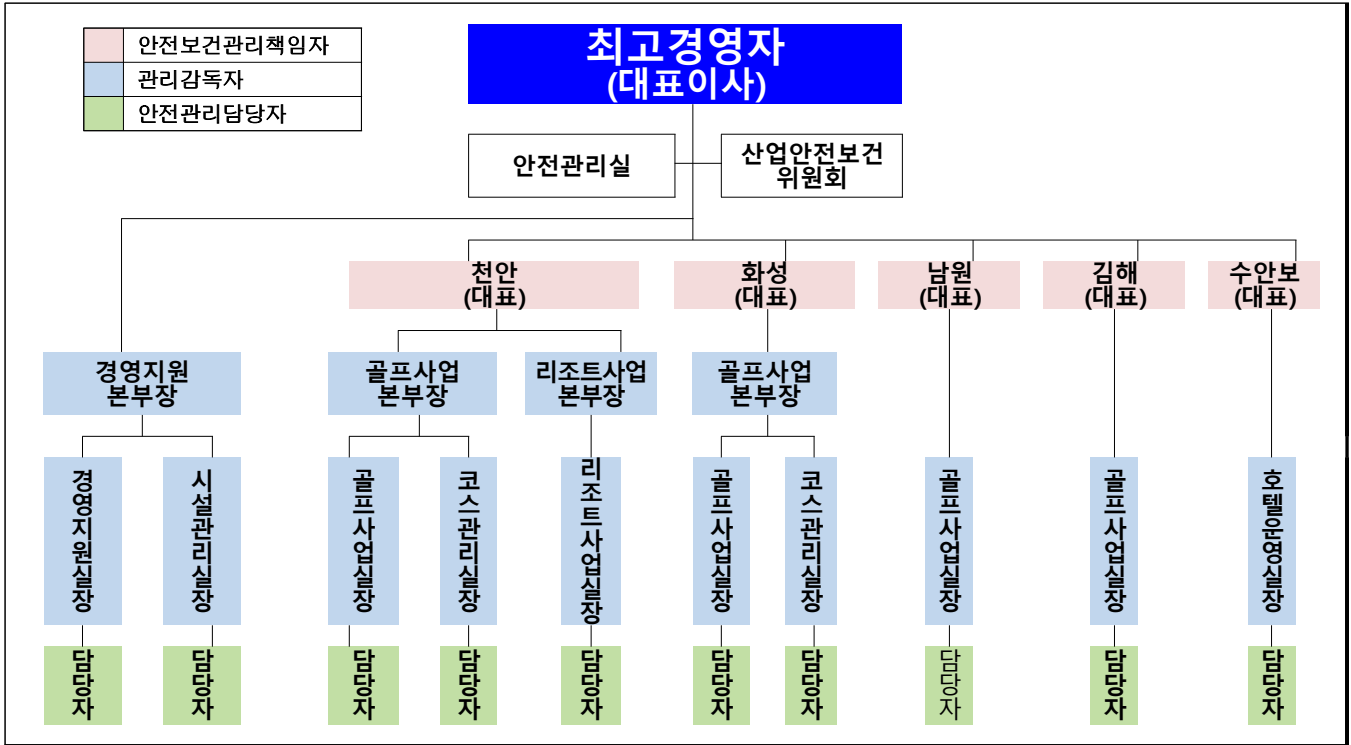 안전보건관리책임자
관리감독자
안전관리담당자
최고경영자
(대표이사)
안전관리실
산업안전보건
위원회
천안
(대표)
화성
(대표)
남원
(대표)
김해
(대표)
수안보
(대표)
경영지원
본부장
골프사업
본부장
리조트사업
본부장
골프사업
본부장
경영지원실장
시설관리실장
골프사업실장
코스관리실장
리조트사업실장
골프사업실장
코스관리실장
골프사업실장
골프사업실장
호텔운영실장
담당자
담당자
담당자
담당자
담당자
담당자
담당자
담당자
담당자
담당자